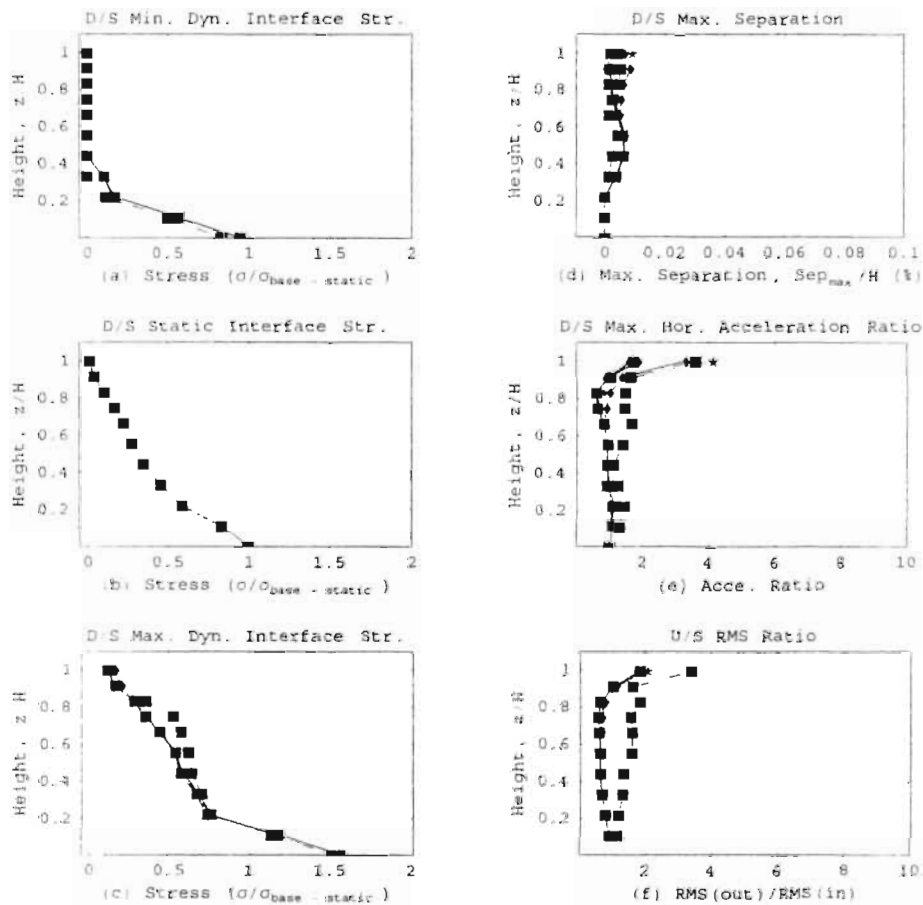 D/S Min. Dyn. Interface Str.
Height, z H
1
0.8
0.6
0.4
0.2
0 0.5 1 1.5 2
(a) Stress (σ/σbase - static )
D/S Max. Separation
Height, z/H
1
0.8
0.6
0.4
0.2
0 0.02 0.04 0.06 0.08 0.1
(d) Max. Separation, Sepmax/H (%)
D/S Static Interface Str.
Height, z/H
1
0.8
0.6
0.4
0.2
0 0.5 1 1.5 2
(b) Stress (σ/σbase - static )
D/S Max. Hor. Acceleration Ratio
Height, z/H
1
0.8
0.6
0.4
0.2
2 4 6 8 10
(e) Acce. Ratio
D/S Max. Dyn. Interface Str.
Height, z H
1
0.8
0.6
0.4
0.2
0 0.5 1 1.5 2
(c) Stress (σ/σbase - static )
U/S RMS Ratio
Height, z/H
1
0.8
0.6
0.4
0.2
2 4 6 8 10
(f) RMS(out)/RMS(in)